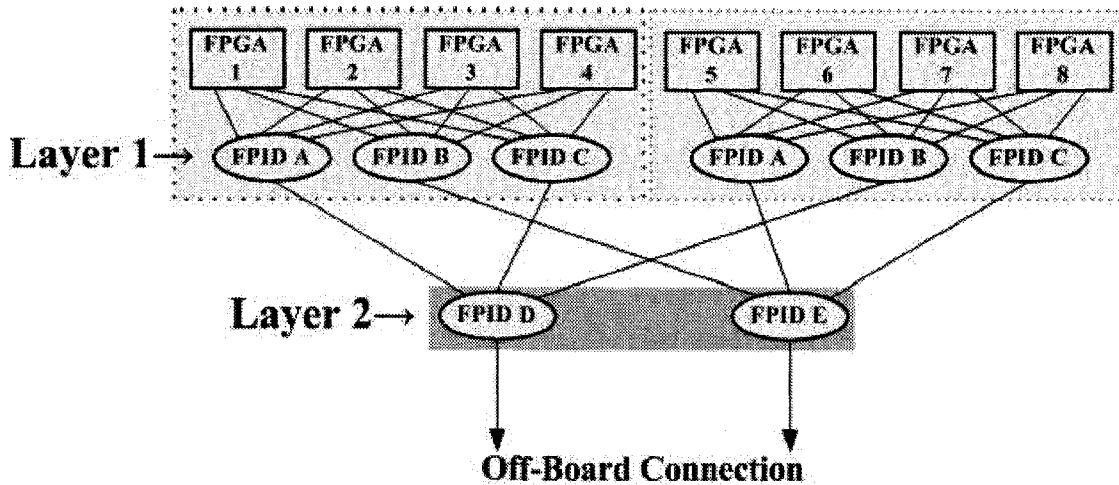 FPGA 1 FPGA 2 FPGA 3 FPGA 4 FPGA 5 FPGA 6 FPGA 7 FPGA 8
Layer 1→ FPID A FPID B FPID C FPID A FPID B FPID C
Layer 2→ FPID D FPID E
Off-Board Connection